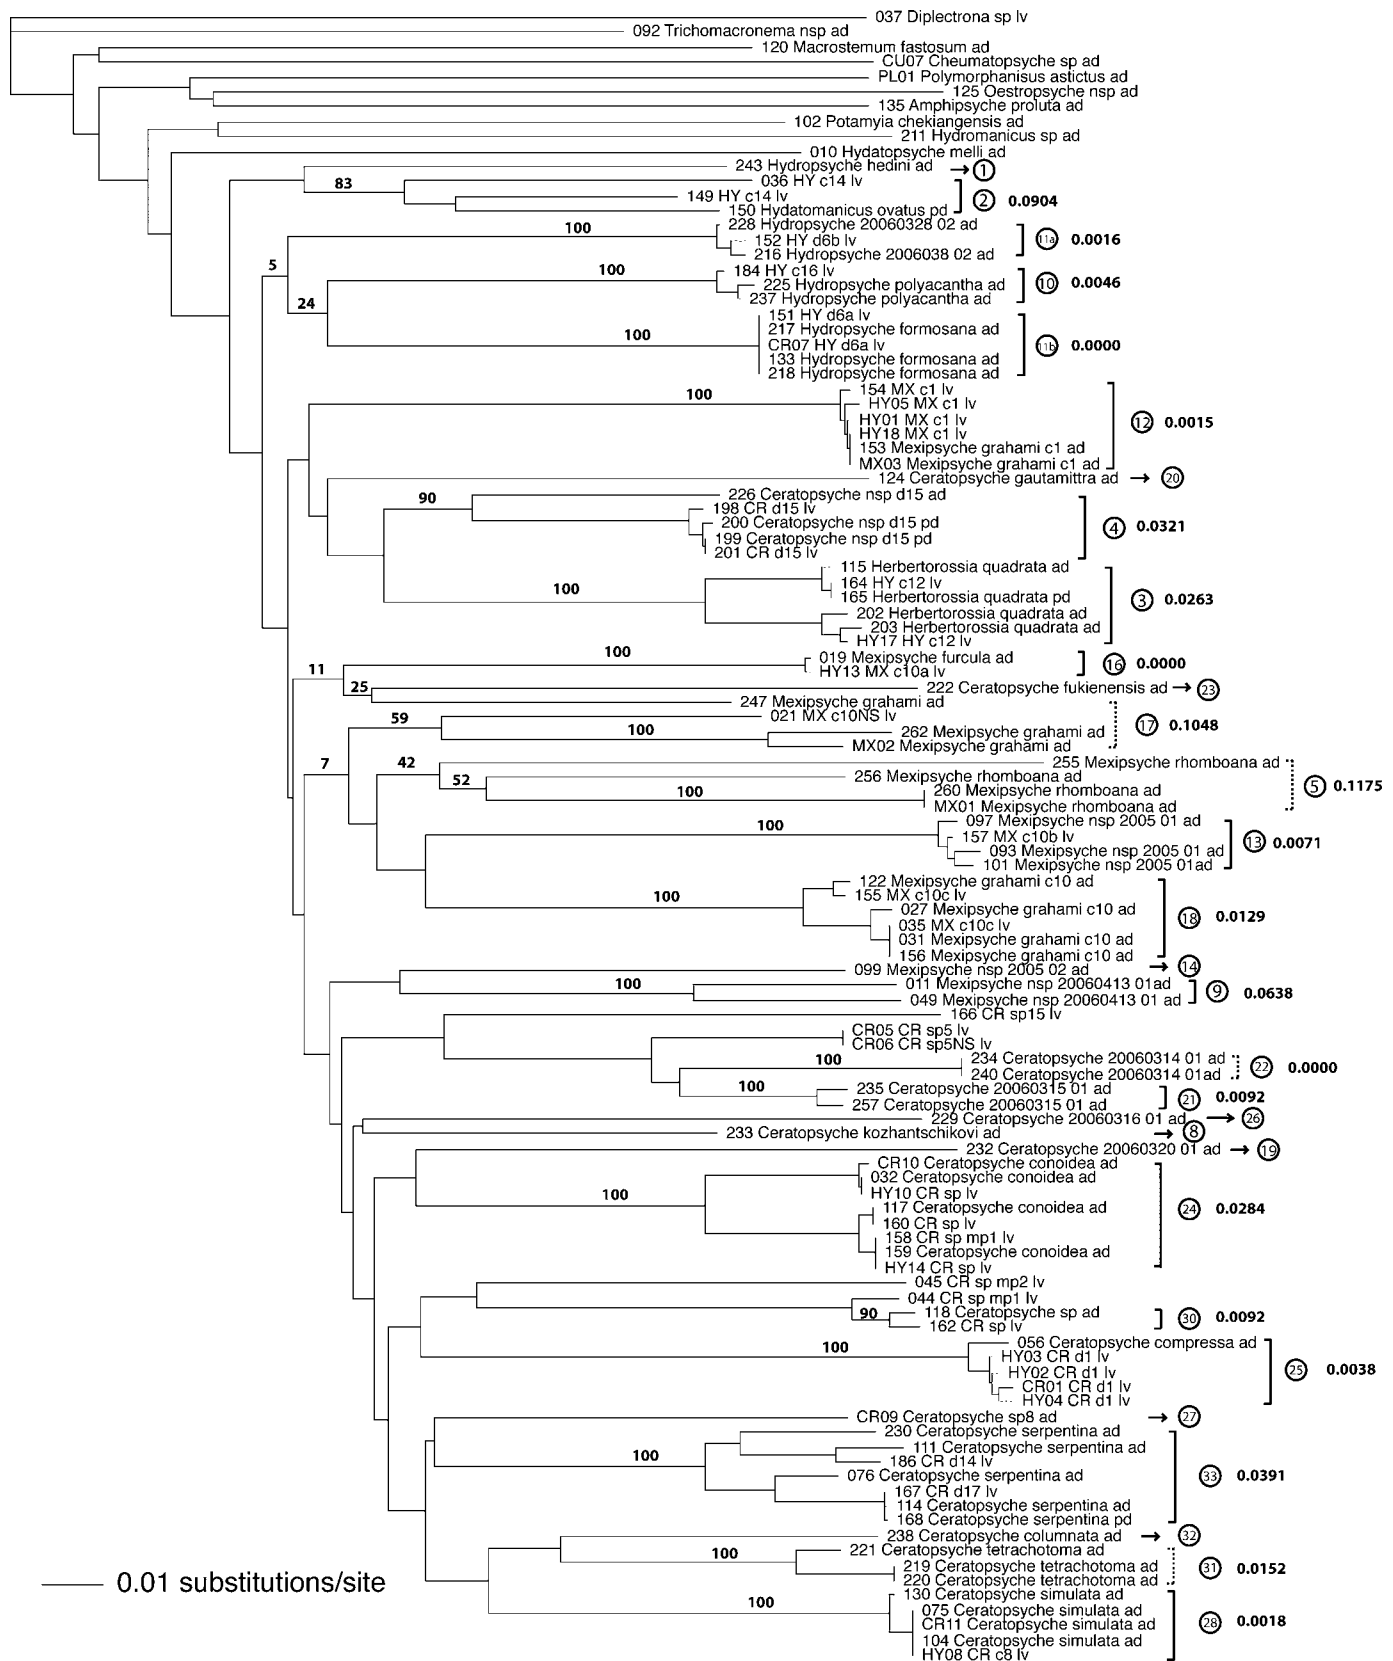 037 Diplectrona sp lv
092 Trichomacronema nsp ad
120 Macrostemum fastosum ad
CU07 Cheumatopsyche sp ad
PL01 Polymorphanisus astictus ad
125 Oestropsyche nsp ad
135 Amphipsyche proluta ad
102 Potamyia chekiangensis ad
211 Hydromanicus sp ad
010 Hydatopsyche melli ad
243 Hydropsyche hedini ad → 1
83 036 HY c14 lv
149 HY c14 lv 2 0.0904
150 Hydatomanicus ovatus pd
100 228 Hydropsyche 20060328 02 ad
152 HY d6b lv 11a 0.0016
216 Hydropsyche 2006038 02 ad
5
100 184 HY c16 lv
225 Hydropsyche polyacantha ad 10 0.0046
237 Hydropsyche polyacantha ad
24
151 HY d6a lv
217 Hydropsyche formosana ad
100 CR07 HY d6a lv 11b 0.0000
133 Hydropsyche formosana ad
218 Hydropsyche formosana ad
100 154 MX c1 lv
HY05 MX c1 lv
HY01 MX c1 lv 12 0.0015
HY18 MX c1 lv
153 Mexipsyche grahami c1 ad
MX03 Mexipsyche grahami c1 ad
124 Ceratopsyche gautamittra ad → 20
90 226 Ceratopsyche nsp d15 ad
198 CR d15 lv
200 Ceratopsyche nsp d15 pd 4 0.0321
199 Ceratopsyche nsp d15 pd
201 CR d15 lv
115 Herbertorossia quadrata ad
164 HY c12 lv
100 165 Herbertorossia quadrata pd 3 0.0263
202 Herbertorossia quadrata ad
203 Herbertorossia quadrata ad
HY17 HY c12 lv
100 019 Mexipsyche furcula ad 16 0.0000
HY13 MX c10a lv
11
25 222 Ceratopsyche fukienensis ad → 23
247 Mexipsyche grahami ad
59 021 MX c10NS lv 17 0.1048
100 262 Mexipsyche grahami ad
MX02 Mexipsyche grahami ad
7
42 255 Mexipsyche rhomboana ad
52 256 Mexipsyche rhomboana ad 5 0.1175
100 260 Mexipsyche rhomboana ad
MX01 Mexipsyche rhomboana ad
100 097 Mexipsyche nsp 2005 01 ad
157 MX c10b lv 13 0.0071
093 Mexipsyche nsp 2005 01 ad
101 Mexipsyche nsp 2005 01ad
122 Mexipsyche grahami c10 ad
100 155 MX c10c lv
027 Mexipsyche grahami c10 ad 18 0.0129
035 MX c10c lv
031 Mexipsyche grahami c10 ad
156 Mexipsyche grahami c10 ad
099 Mexipsyche nsp 2005 02 ad → 14
100 011 Mexipsyche nsp 20060413 01ad 9 0.0638
049 Mexipsyche nsp 20060413 01 ad
166 CR sp15 lv
CR05 CR sp5 lv
CR06 CR sp5NS lv
100 234 Ceratopsyche 20060314 01 ad 22 0.0000
240 Ceratopsyche 20060314 01ad
100 235 Ceratopsyche 20060315 01 ad 21 0.0092
257 Ceratopsyche 20060315 01 ad
229 Ceratopsyche 20060316 01 ad → 26
233 Ceratopsyche kozhantschikovi ad → 8
232 Ceratopsyche 20060320 01 ad → 19
CR10 Ceratopsyche conoidea ad
032 Ceratopsyche conoidea ad
100 HY10 CR sp lv
117 Ceratopsyche conoidea ad 24 0.0284
160 CR sp lv
158 CR sp mp1 lv
159 Ceratopsyche conoidea ad
HY14 CR sp lv
045 CR sp mp2 lv
044 CR sp mp1 lv
90 118 Ceratopsyche sp ad 30 0.0092
162 CR sp lv
100 056 Ceratopsyche compressa ad
HY03 CR d1 lv
HY02 CR d1 lv 25 0.0038
CR01 CR d1 lv
HY04 CR d1 lv
CR09 Ceratopsyche sp8 ad → 27
230 Ceratopsyche serpentina ad
100 111 Ceratopsyche serpentina ad
186 CR d14 lv
076 Ceratopsyche serpentina ad 33 0.0391
167 CR d17 lv
114 Ceratopsyche serpentina ad
168 Ceratopsyche serpentina pd
238 Ceratopsyche columnata ad → 32
100 221 Ceratopsyche tetrachotoma ad
219 Ceratopsyche tetrachotoma ad 31 0.0152
220 Ceratopsyche tetrachotoma ad
0.01 substitutions/site
100 130 Ceratopsyche simulata ad
075 Ceratopsyche simulata ad
CR11 Ceratopsyche simulata ad 28 0.0018
104 Ceratopsyche simulata ad
HY08 CR c8 lv